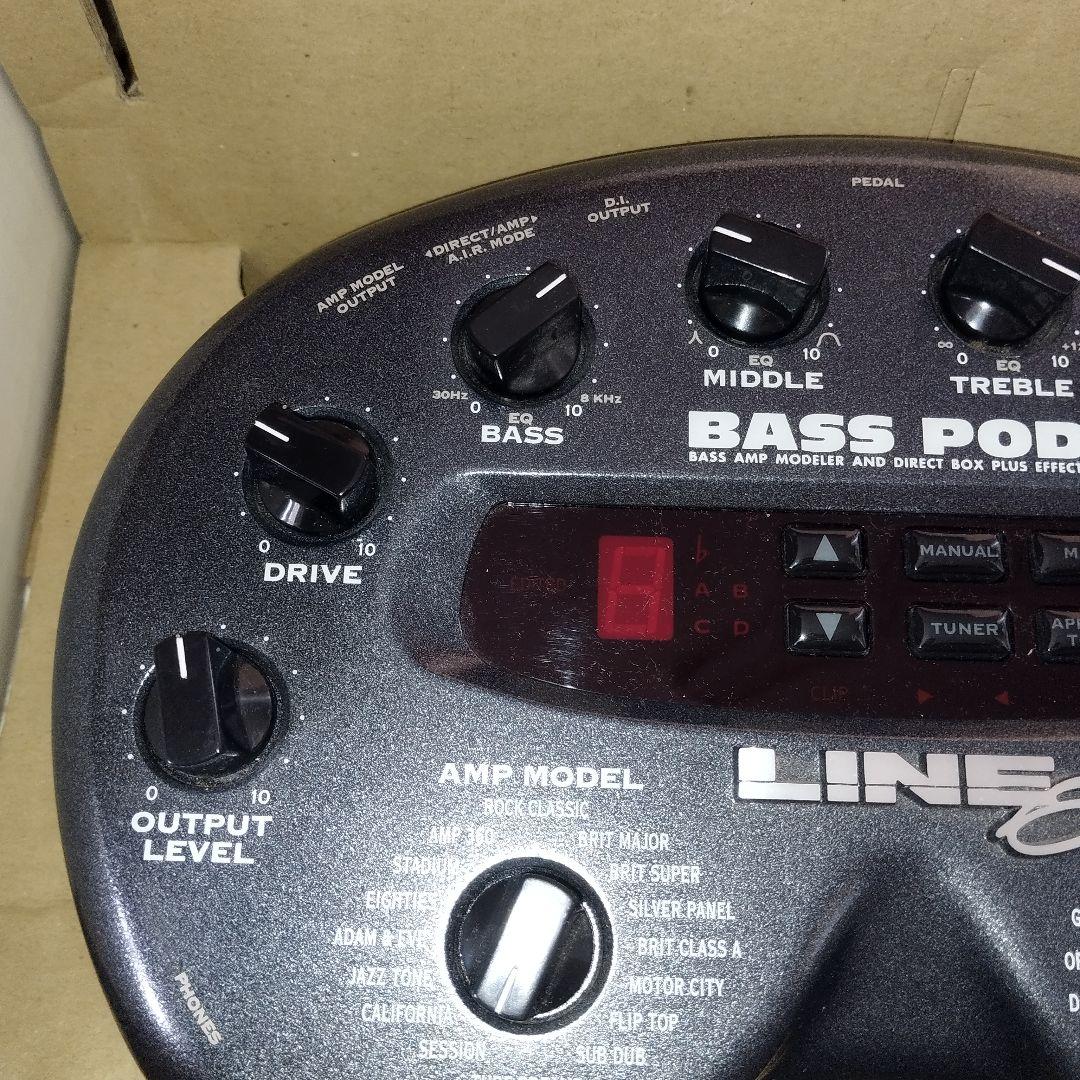 PEDAL
D.I.
OUTPUT
DIRECT/AMP
A.I.R. MODE
AMP MODEL
OUTPUT
0 10
EQ
MIDDLE
∞ 0 10
EQ
TREBLE
30HZ 0 10 8 KHZ
EQ
BASS
BASS POD
BASS AMP MODELER AND DIRECT BOX PLUS EFFECT
0 10
DRIVE
EDITED
8
♭
A B
C D
MANUAL
TUNER
CLIP
0 10
OUTPUT
LEVEL
LINE 6
AMP MODEL
ROCK CLASSIC
AMP 360 BRIT MAJOR
STADIUM BRIT SUPER
EIGHTIES SILVER PANEL
ADAM & EVE BRIT CLASS A
JAZZ TONE MOTOR CITY
CALIFORNIA FLIP TOP
SESSION SUB DUB
PHONES